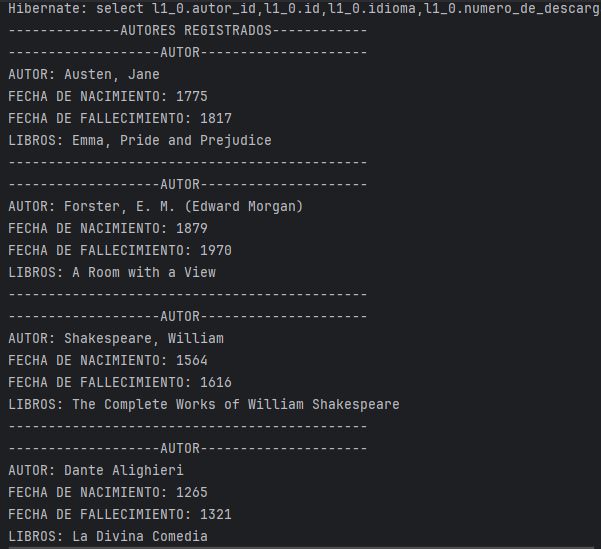 Hibernate: select l1_0.autor_id,l1_0.id,l1_0.idioma,l1_0.numero_de_descarg
--------------AUTORES REGISTRADOS------------
-------------------AUTOR---------------------
AUTOR: Austen, Jane
FECHA DE NACIMIENTO: 1775
FECHA DE FALLECIMIENTO: 1817
LIBROS: Emma, Pride and Prejudice
---------------------------------------------
-------------------AUTOR---------------------
AUTOR: Forster, E. M. (Edward Morgan)
FECHA DE NACIMIENTO: 1879
FECHA DE FALLECIMIENTO: 1970
LIBROS: A Room with a View
---------------------------------------------
-------------------AUTOR---------------------
AUTOR: Shakespeare, William
FECHA DE NACIMIENTO: 1564
FECHA DE FALLECIMIENTO: 1616
LIBROS: The Complete Works of William Shakespeare
---------------------------------------------
-------------------AUTOR---------------------
AUTOR: Dante Alighieri
FECHA DE NACIMIENTO: 1265
FECHA DE FALLECIMIENTO: 1321
LIBROS: La Divina Comedia